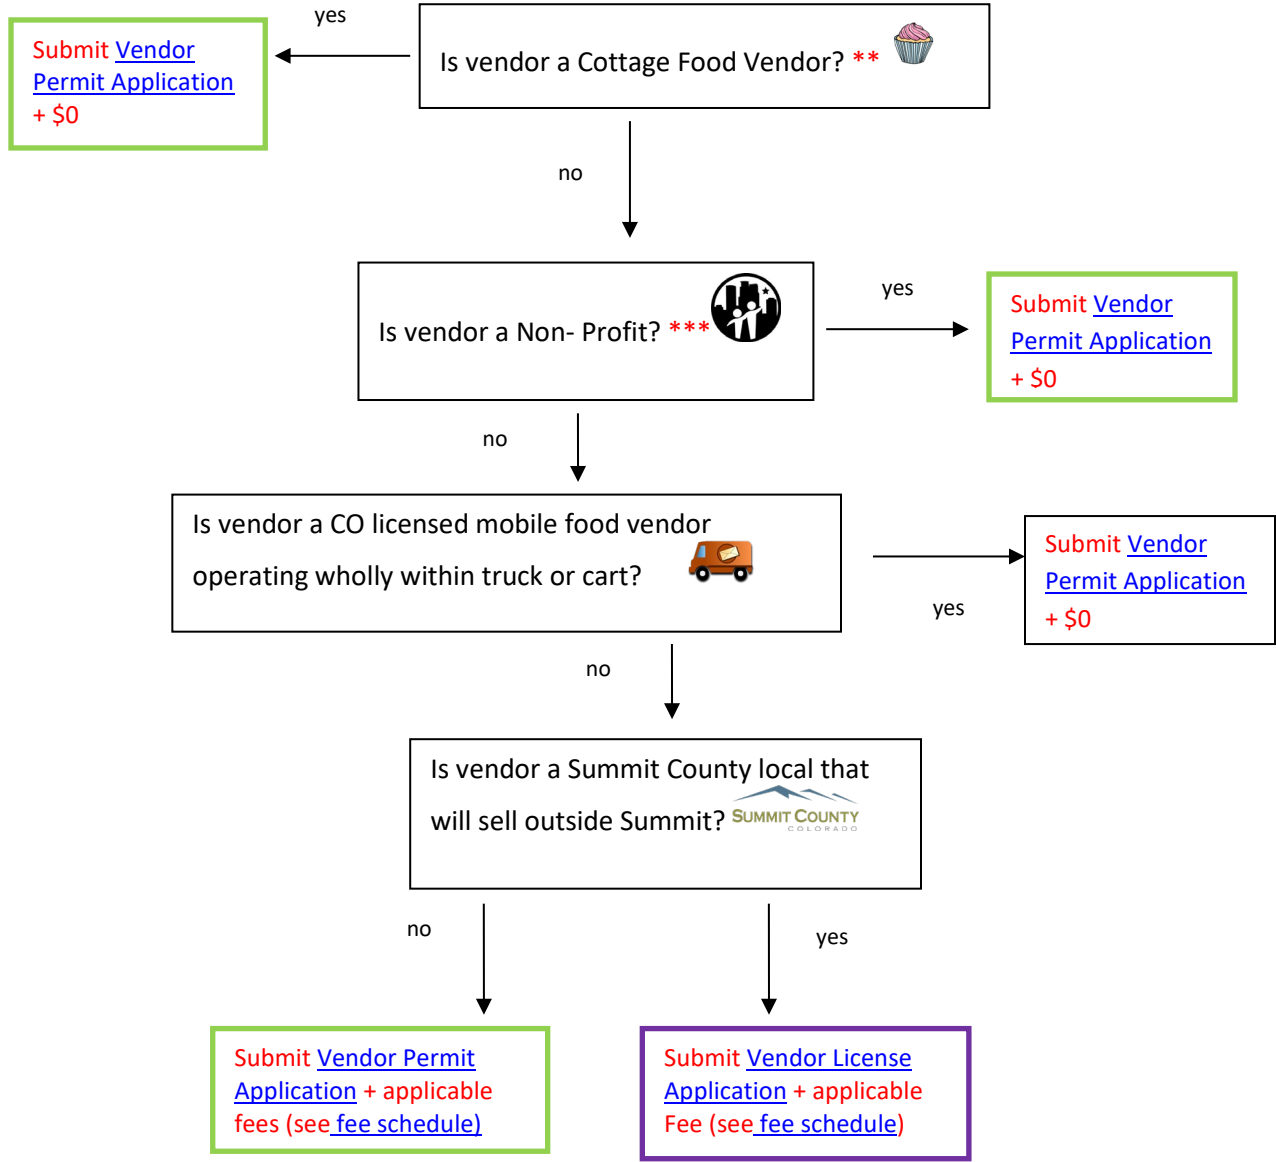 yes
Submit Vendor
Permit Application
+ $0
Is vendor a Cottage Food Vendor? **
no
Is vendor a Non- Profit? ***
yes
Submit Vendor
Permit Application
+ $0
no
Is vendor a CO licensed mobile food vendor
operating wholly within truck or cart?
yes
Submit Vendor
Permit Application
+ $0
no
Is vendor a Summit County local that
will sell outside Summit?
SUMMIT COUNTY
COLORADO
no
yes
Submit Vendor Permit
Application + applicable
fees (see fee schedule)
Submit Vendor License
Application + applicable
Fee (see fee schedule)